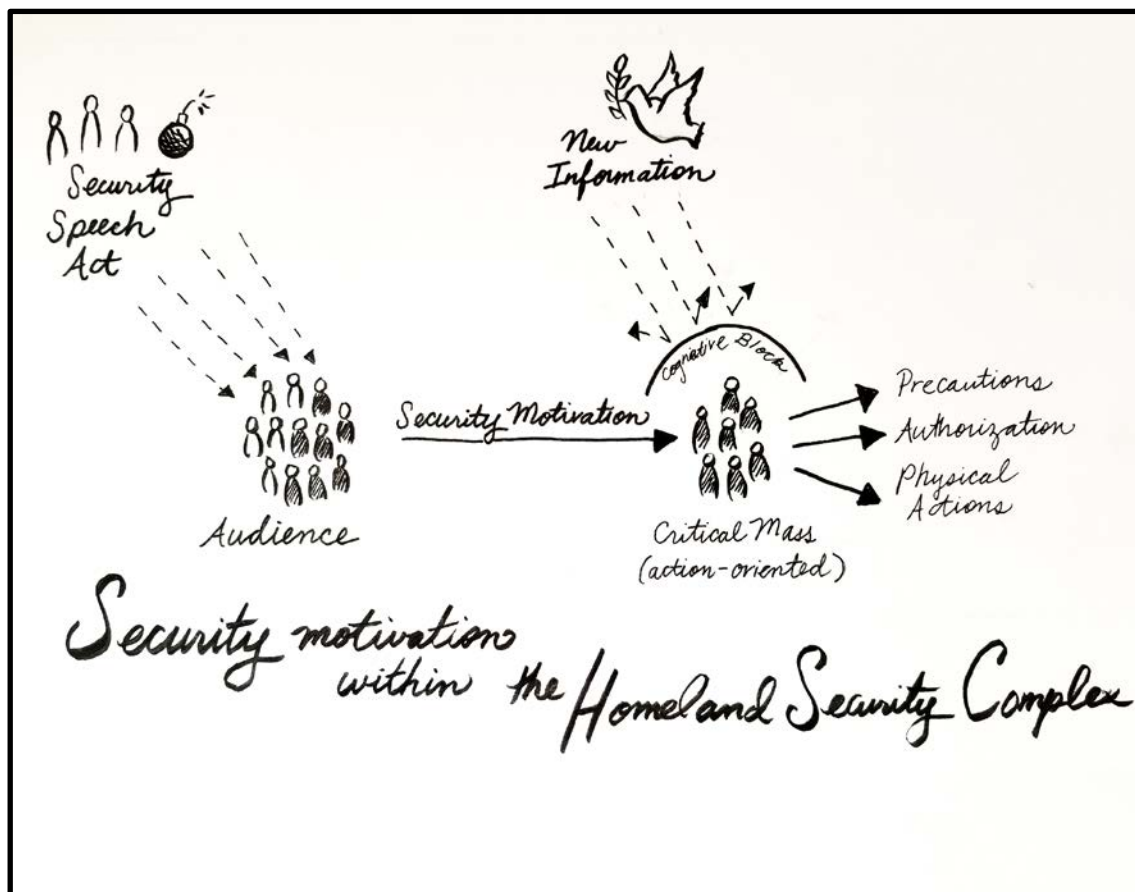 Security
Speech
Act
New
Information
Cognitive Block
Security Motivation
Precautions
Authorization
Physical
Actions
Audience
Critical Mass
(action-oriented)
Security motivation
within the Homeland Security Complex